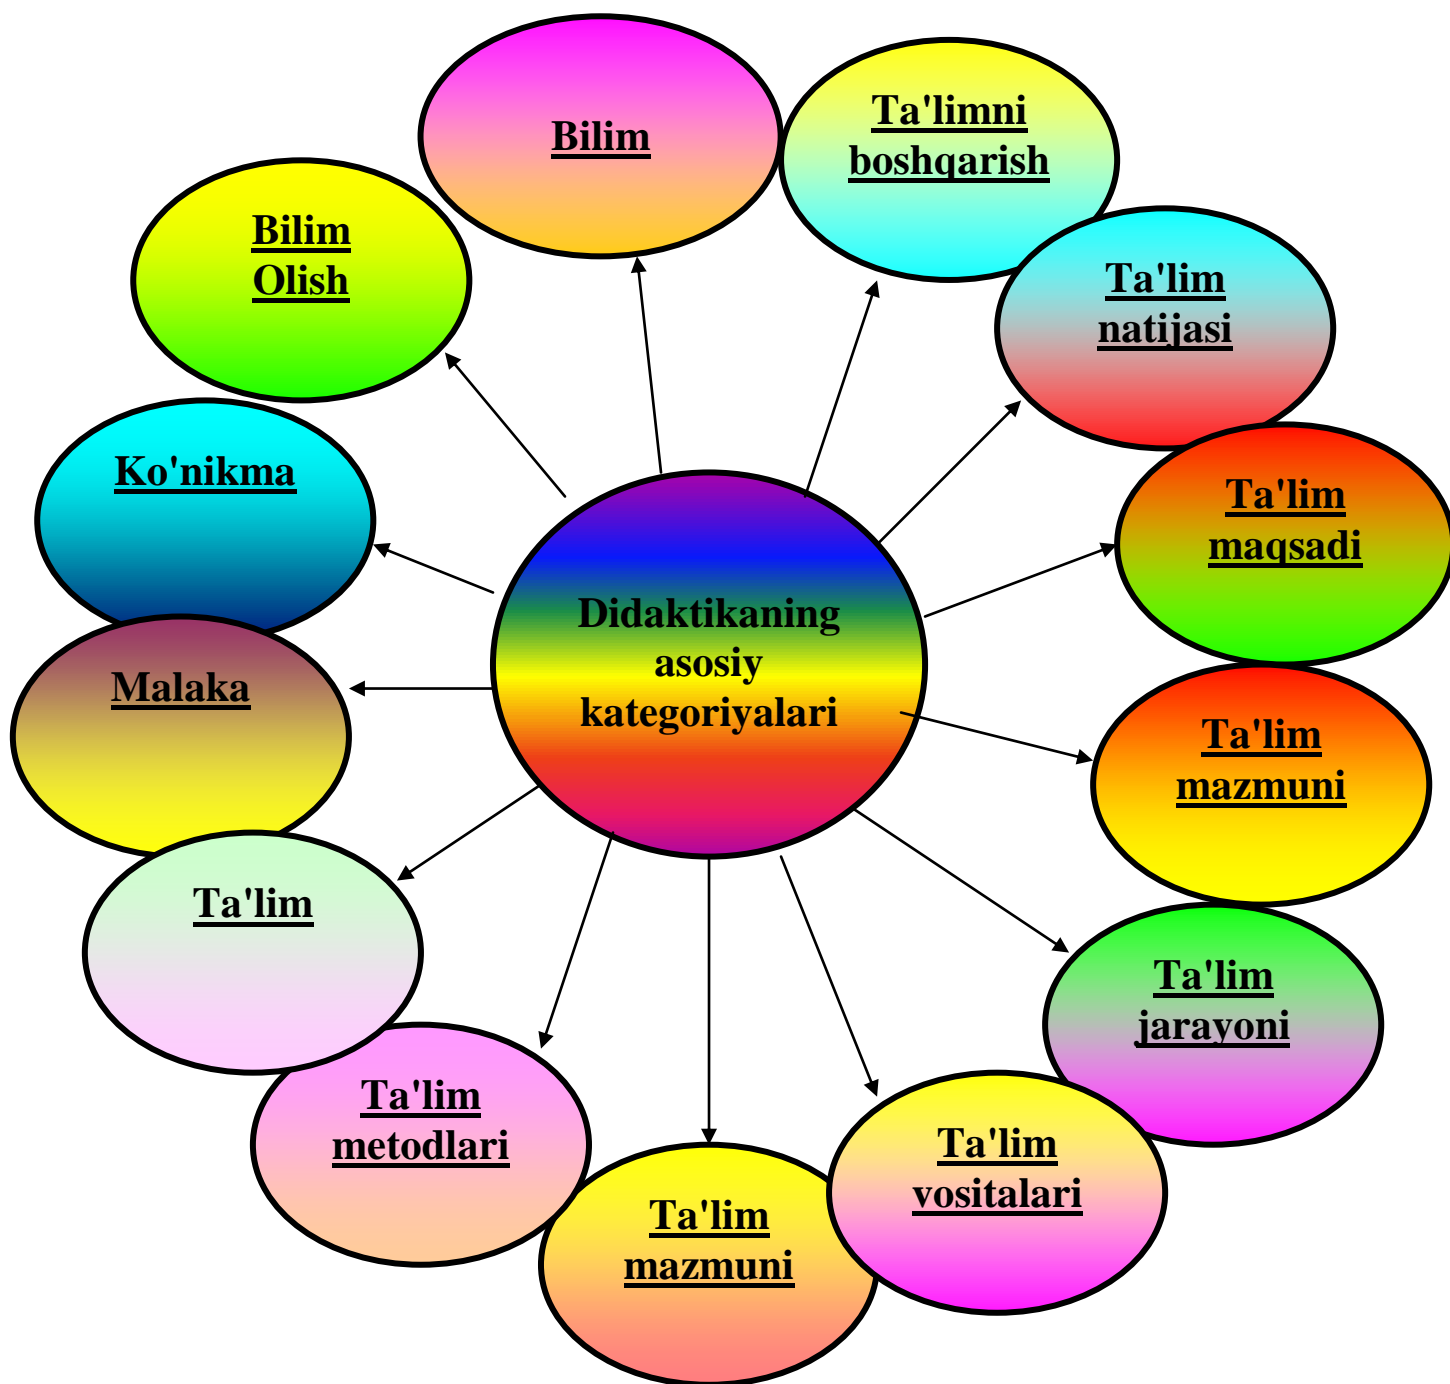 Bilim
Ta'limni
boshqarish
Bilim
Olish
Ta'lim
natijasi
Ko'nikma
Ta'lim
maqsadi
Didaktikaning
asosiy
kategoriyalari
Malaka
Ta'lim
mazmuni
Ta'lim
Ta'lim
jarayoni
Ta'lim
metodlari
Ta'lim
vositalari
Ta'lim
mazmuni